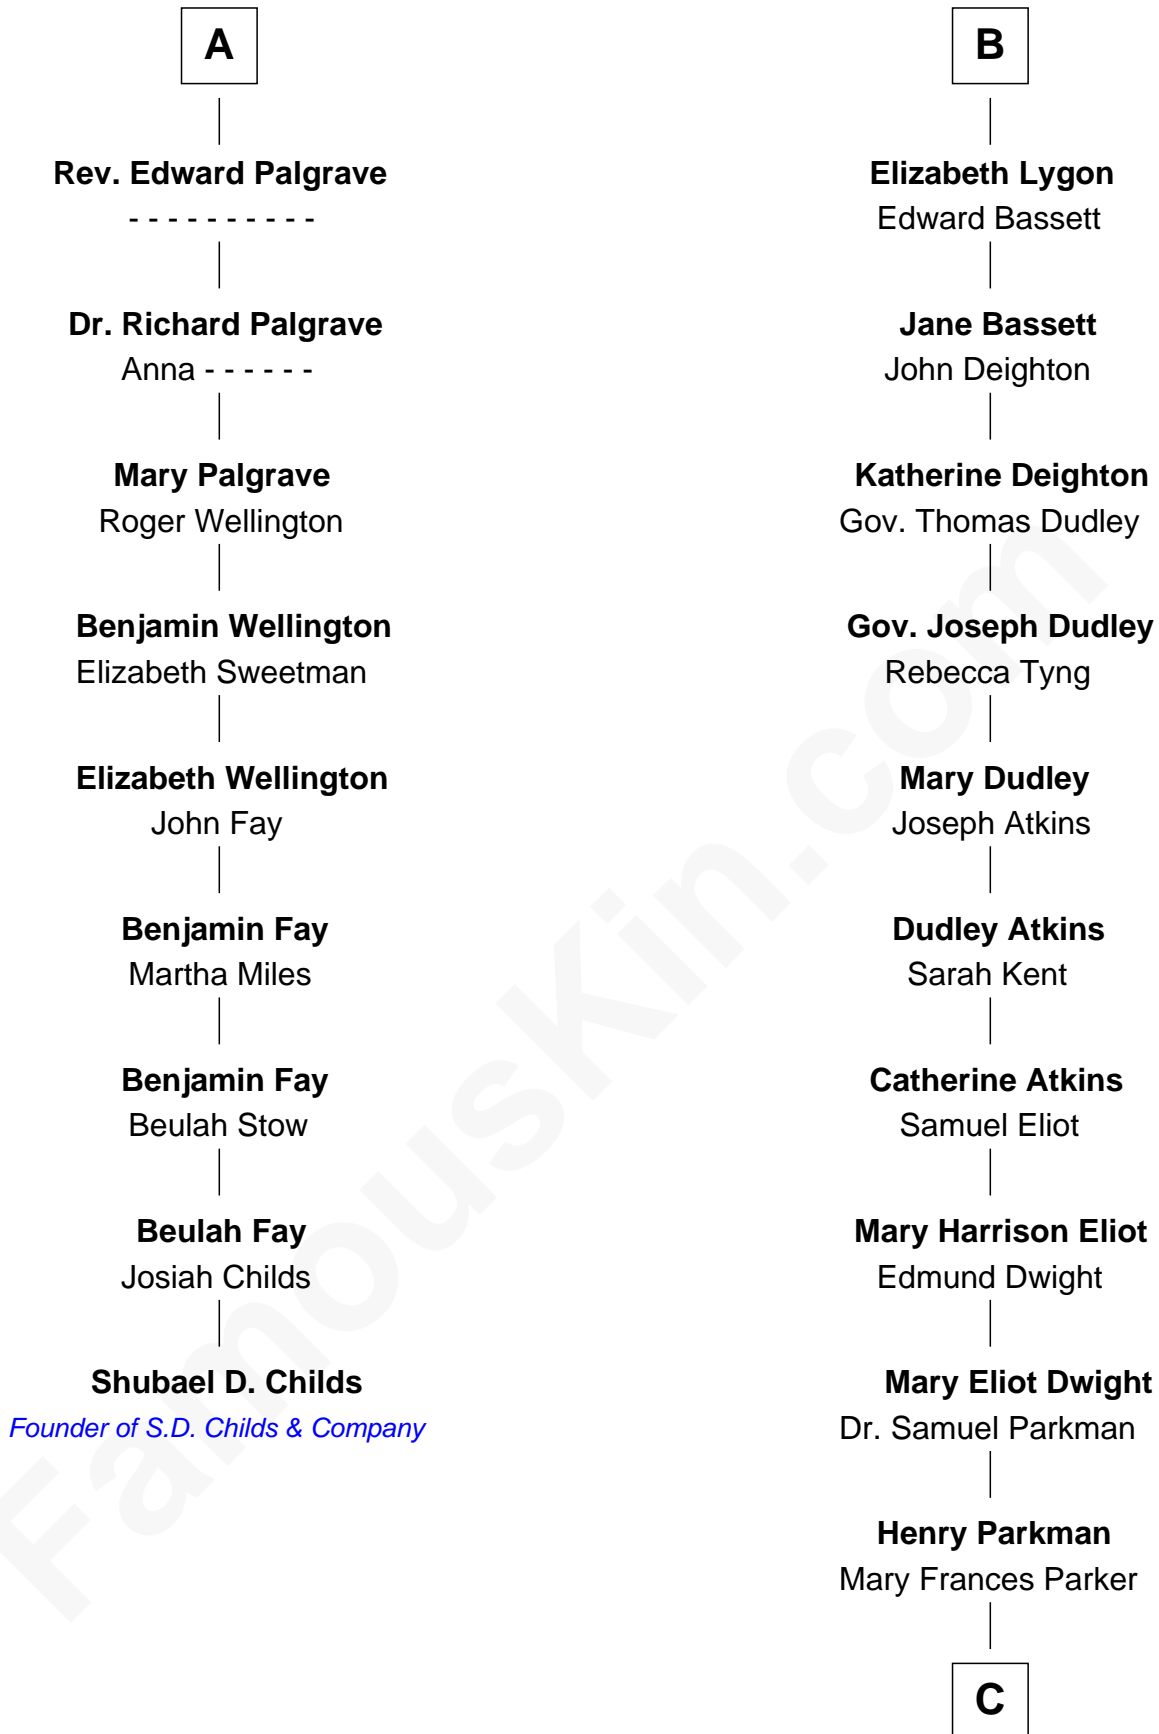 A
Rev. Edward Palgrave
- - - - - - - - - -
Dr. Richard Palgrave
Anna - - - - - -
Mary Palgrave
Roger Wellington
Benjamin Wellington
Elizabeth Sweetman
Elizabeth Wellington
John Fay
Benjamin Fay
Martha Miles
Benjamin Fay
Beulah Stow
Beulah Fay
Josiah Childs
Shubael D. Childs
Founder of S.D. Childs & Company
B
Elizabeth Lygon
Edward Bassett
Jane Bassett
John Deighton
Katherine Deighton
Gov. Thomas Dudley
Gov. Joseph Dudley
Rebecca Tyng
Mary Dudley
Joseph Atkins
Dudley Atkins
Sarah Kent
Catherine Atkins
Samuel Eliot
Mary Harrison Eliot
Edmund Dwight
Mary Eliot Dwight
Dr. Samuel Parkman
Henry Parkman
Mary Frances Parker
C
FamousKin.com